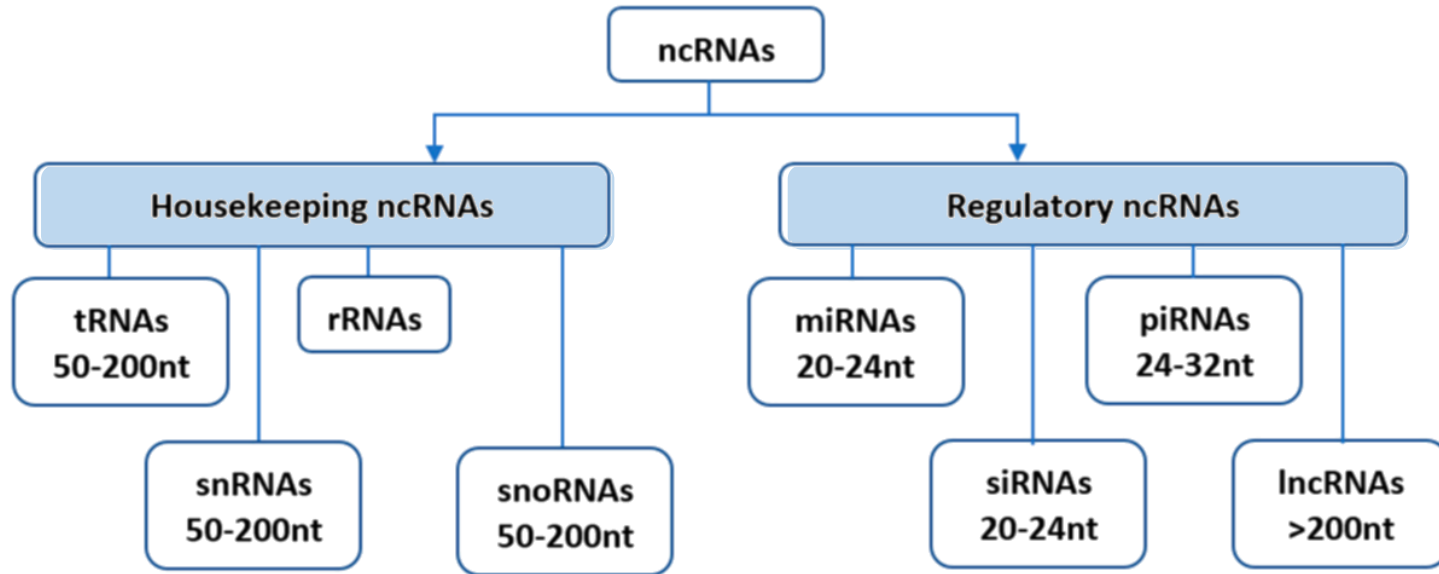 ncRNAs
Housekeeping ncRNAs
Regulatory ncRNAs
tRNAs
50-200nt
rRNAs
miRNAs
20-24nt
piRNAs
24-32nt
snRNAs
50-200nt
snoRNAs
50-200nt
siRNAs
20-24nt
lncRNAs
>200nt